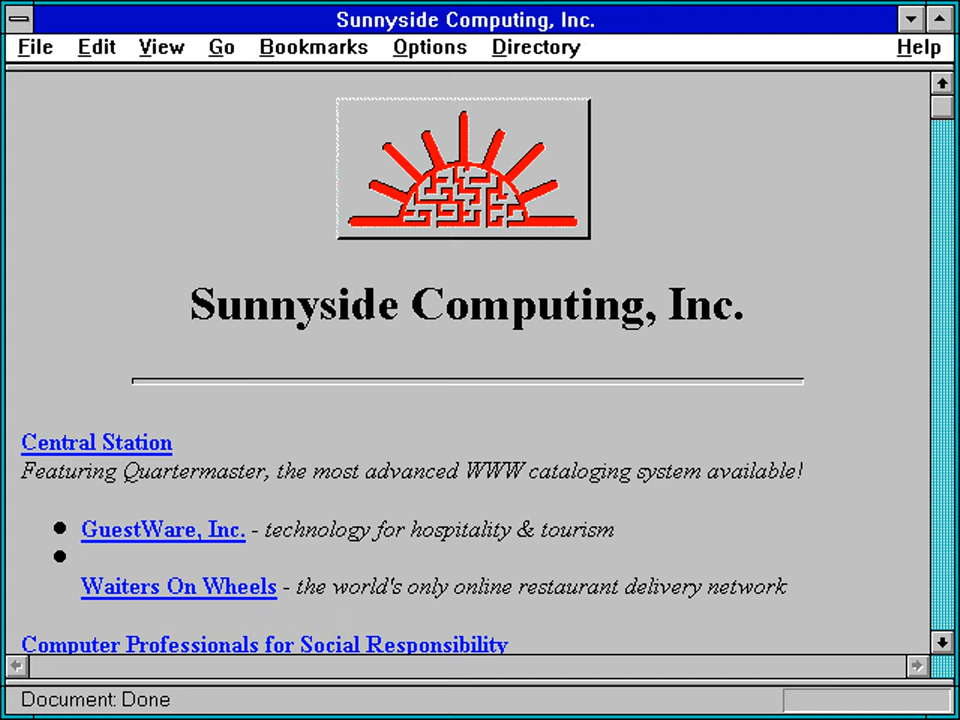 Sunnyside Computing, Inc.
File Edit View Go Bookmarks Options Directory Help
Sunnyside Computing, Inc.
Central Station
Featuring Quartermaster, the most advanced WWW cataloging system available!
GuestWare, Inc. - technology for hospitality & tourism
Waiters On Wheels - the world's only online restaurant delivery network
Computer Professionals for Social Responsibility
Document: Done